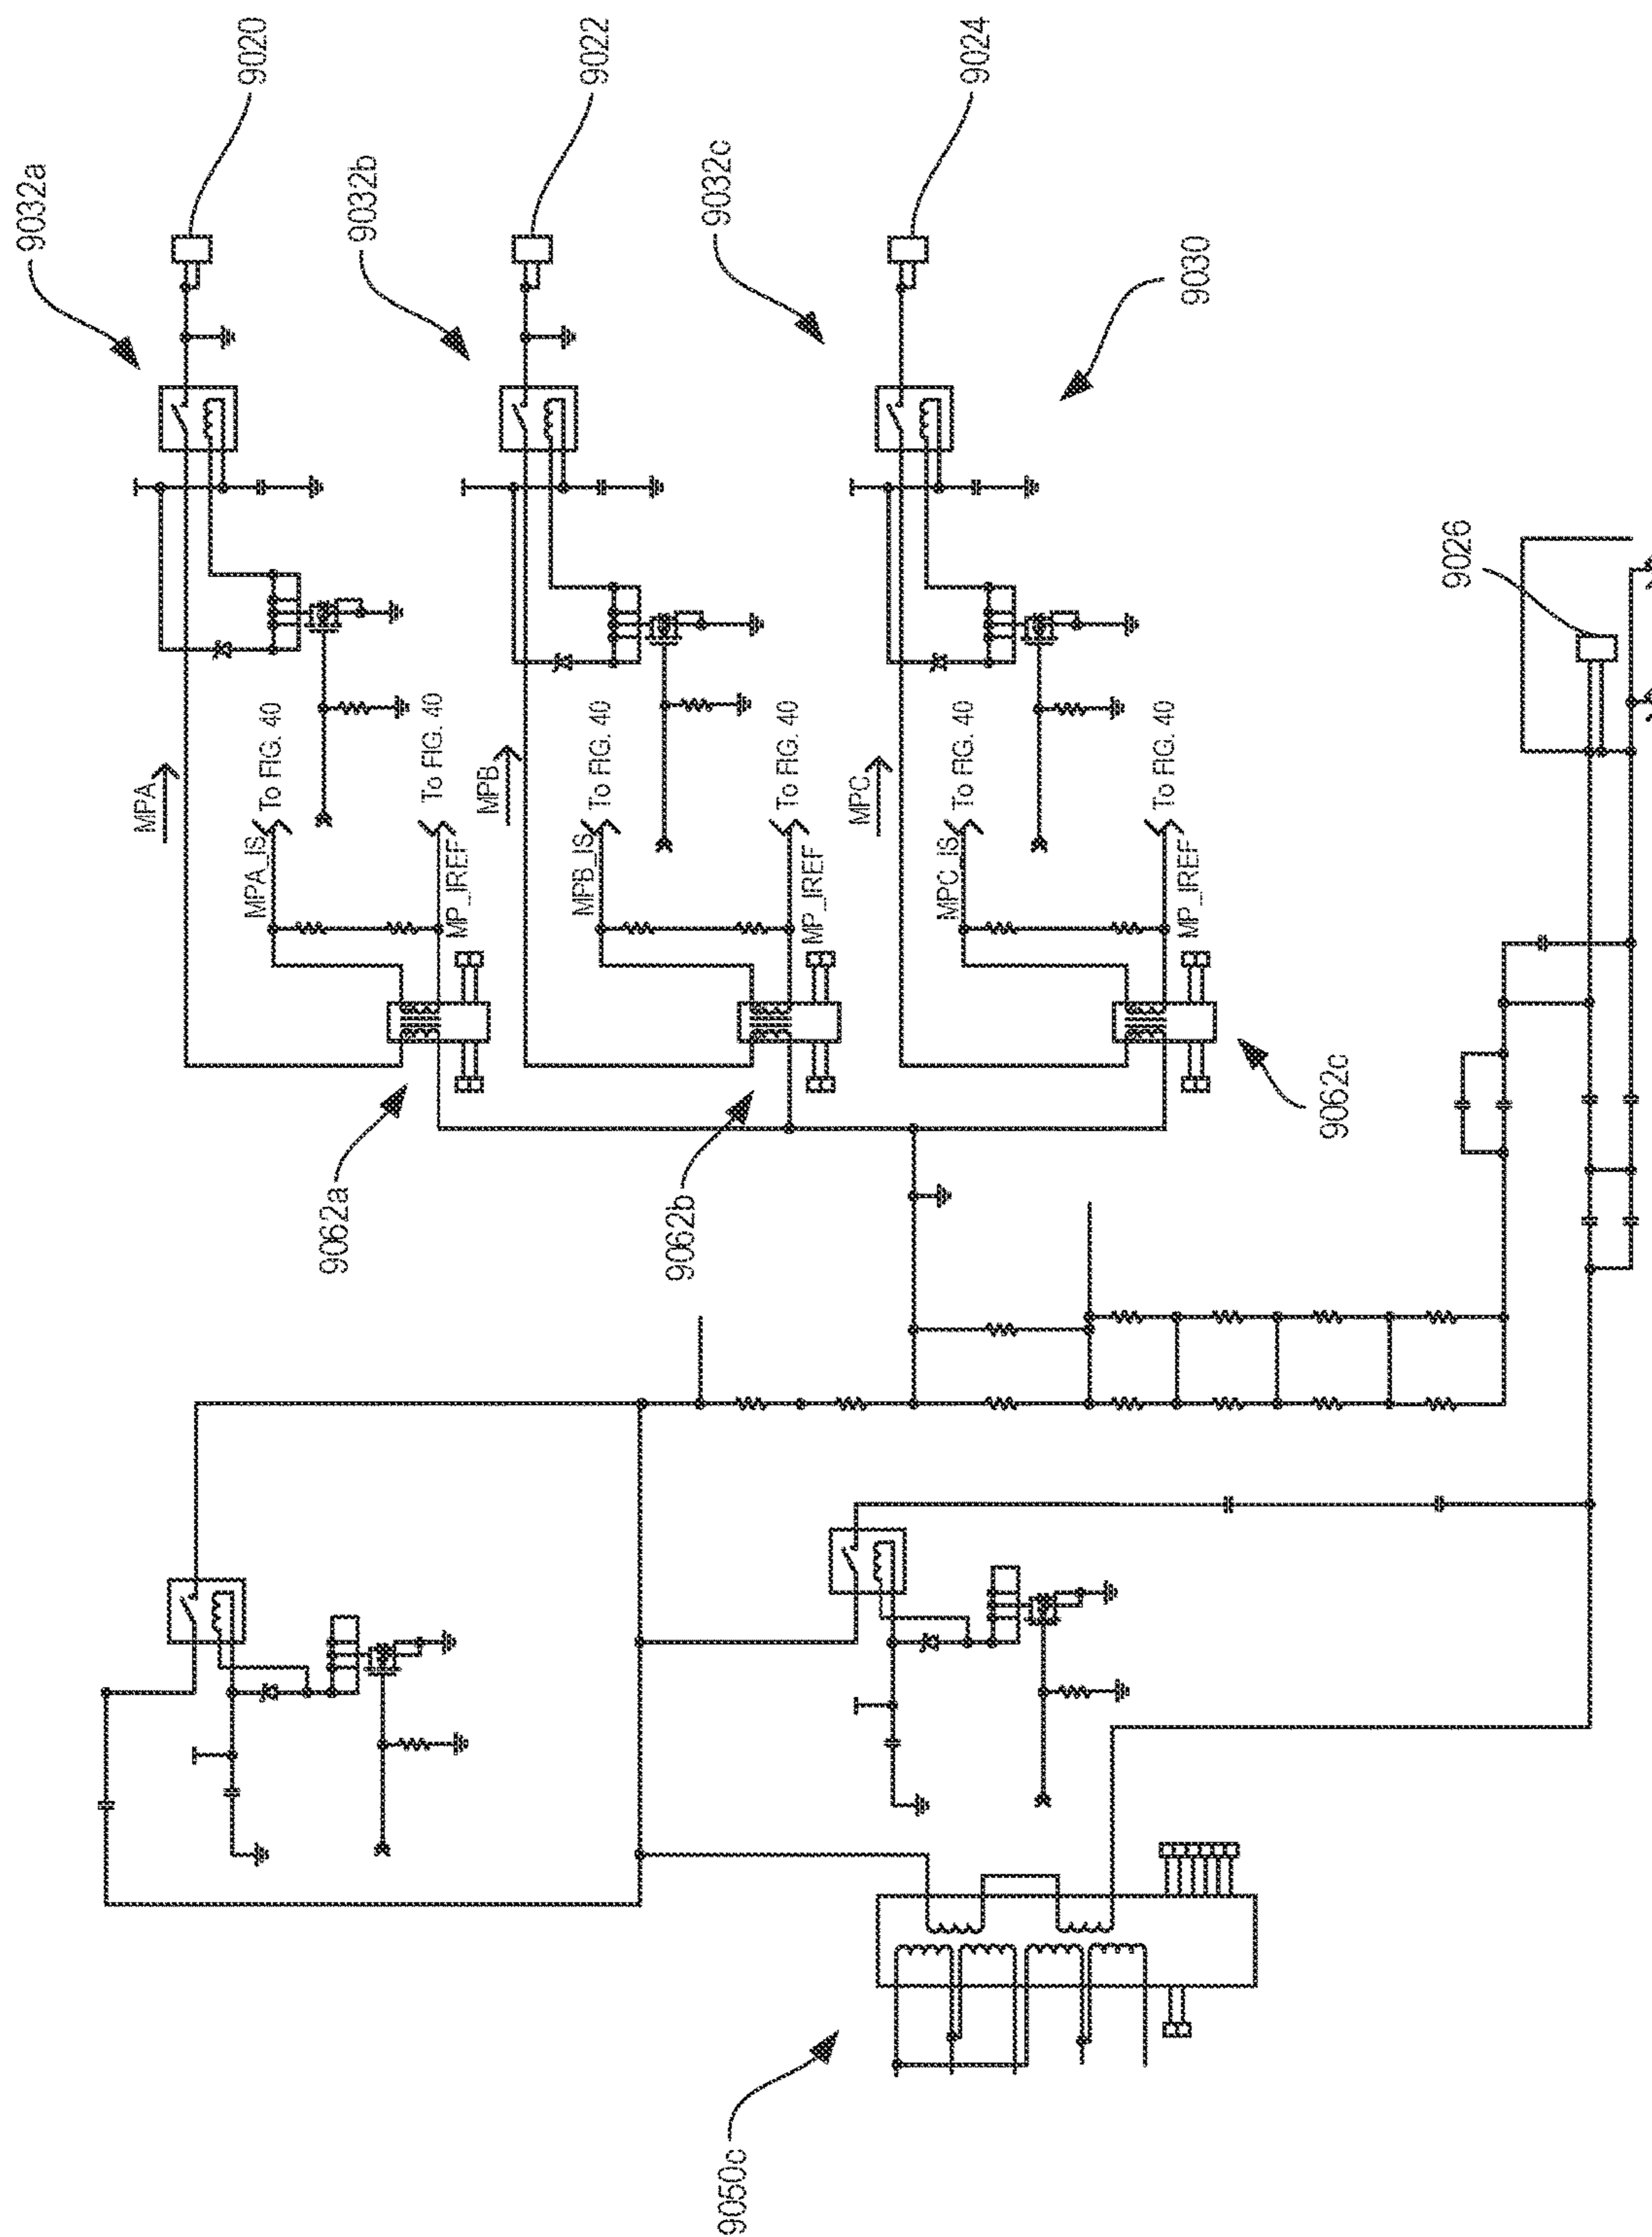 9020
9022
9024
9032a
9032b
9032c
9030
9026
MPA
To FIG. 40
To FIG. 40
MPB
To FIG. 40
To FIG. 40
MPC
To FIG. 40
To FIG. 40
MPA_IS
MP_IREF
MPB_IS
MP_IREF
MPC_IS
MP_IREF
9062a
9062b
9062c
9050c